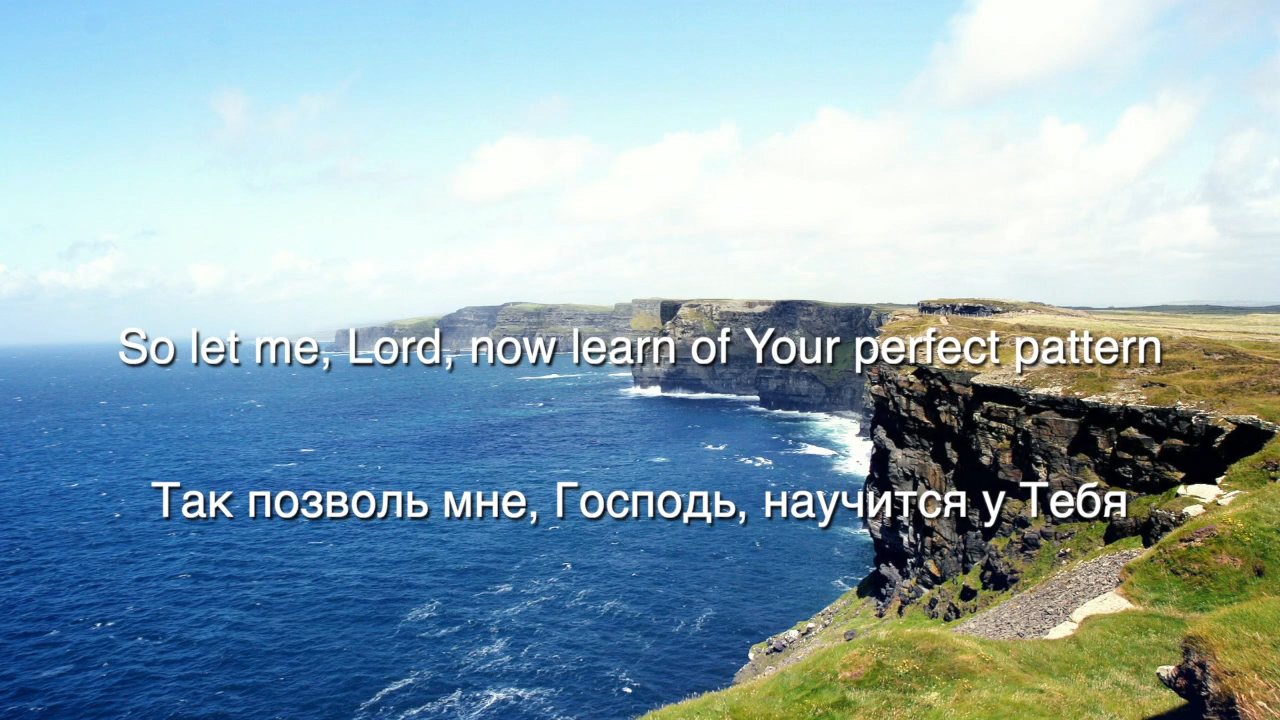 So let me, Lord, now learn of Your perfect pattern
Так позволь мне, Господь, научится у Тебя